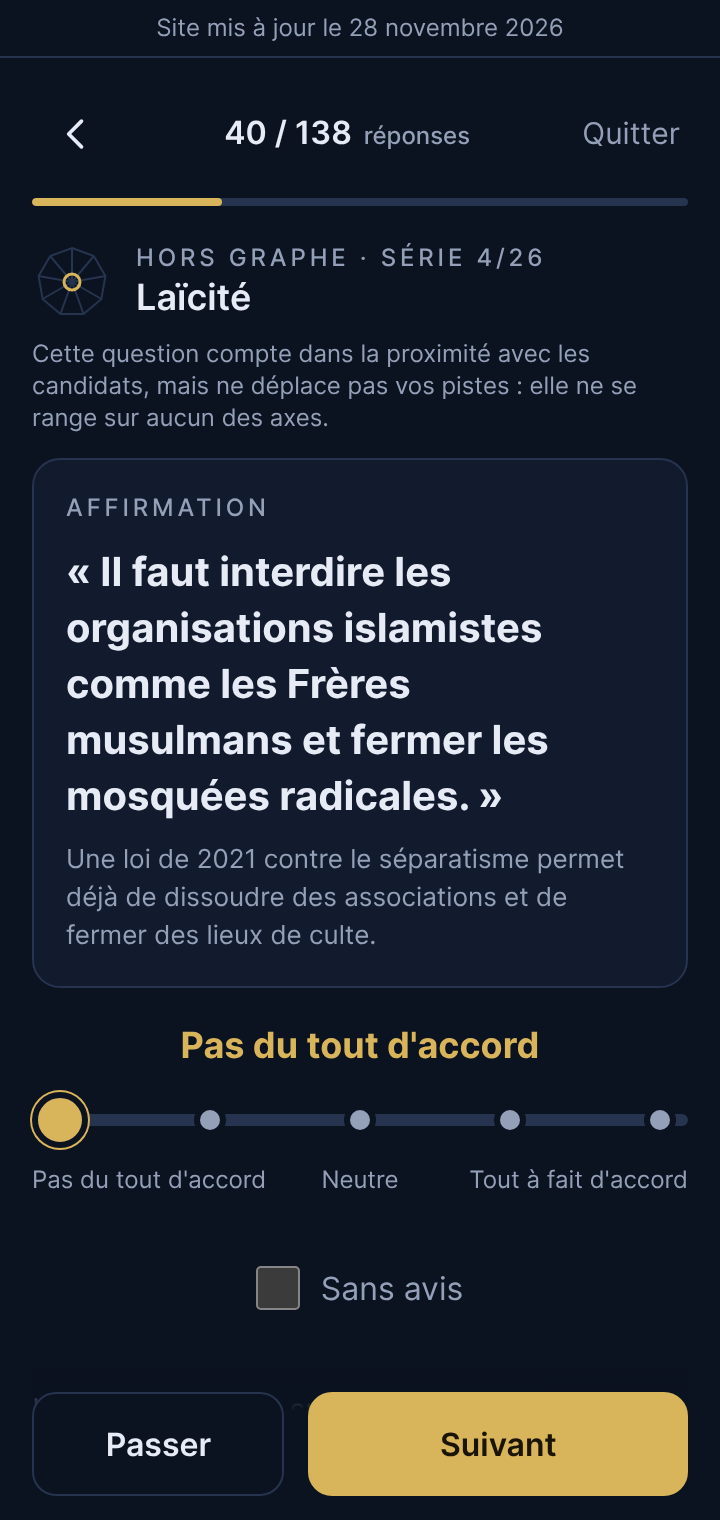 Site mis à jour le 28 novembre 2026
40 / 138 réponses
Quitter
HORS GRAPHE · SÉRIE 4/26
Laïcité
Cette question compte dans la proximité avec les
candidats, mais ne déplace pas vos pistes : elle ne se
range sur aucun des axes.
AFFIRMATION
« Il faut interdire les
organisations islamistes
comme les Frères
musulmans et fermer les
mosquées radicales. »
Une loi de 2021 contre le séparatisme permet
déjà de dissoudre des associations et de
fermer des lieux de culte.
Pas du tout d'accord
Pas du tout d'accord
Neutre
Tout à fait d'accord
Sans avis
Passer
Suivant